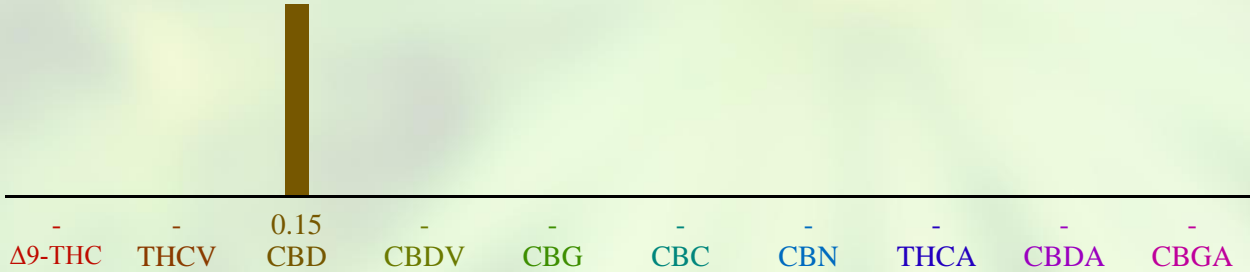 - - 0.15 - - - - - - -
Δ9-THC THCV CBD CBDV CBG CBC CBN THCA CBDA CBGA